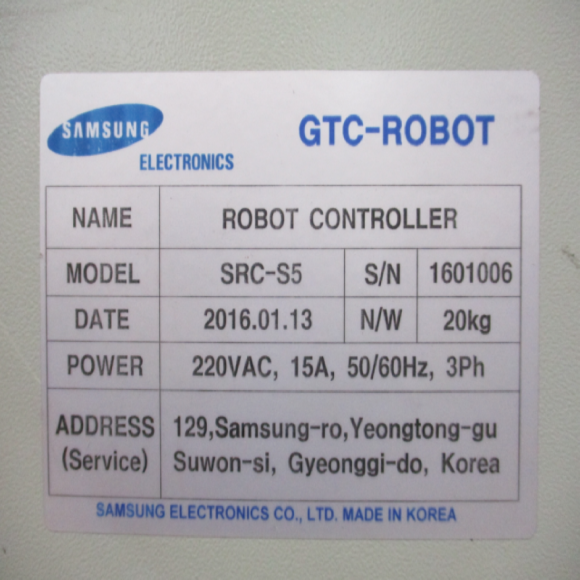 SAMSUNG
ELECTRONICS
GTC-ROBOT
NAME ROBOT CONTROLLER
MODEL SRC-S5 S/N 1601006
DATE 2016.01.13 N/W 20kg
POWER 220VAC, 15A, 50/60Hz, 3Ph
ADDRESS 129,Samsung-ro,Yeongtong-gu
(Service) Suwon-si, Gyeonggi-do, Korea
SAMSUNG ELECTRONICS CO., LTD. MADE IN KOREA